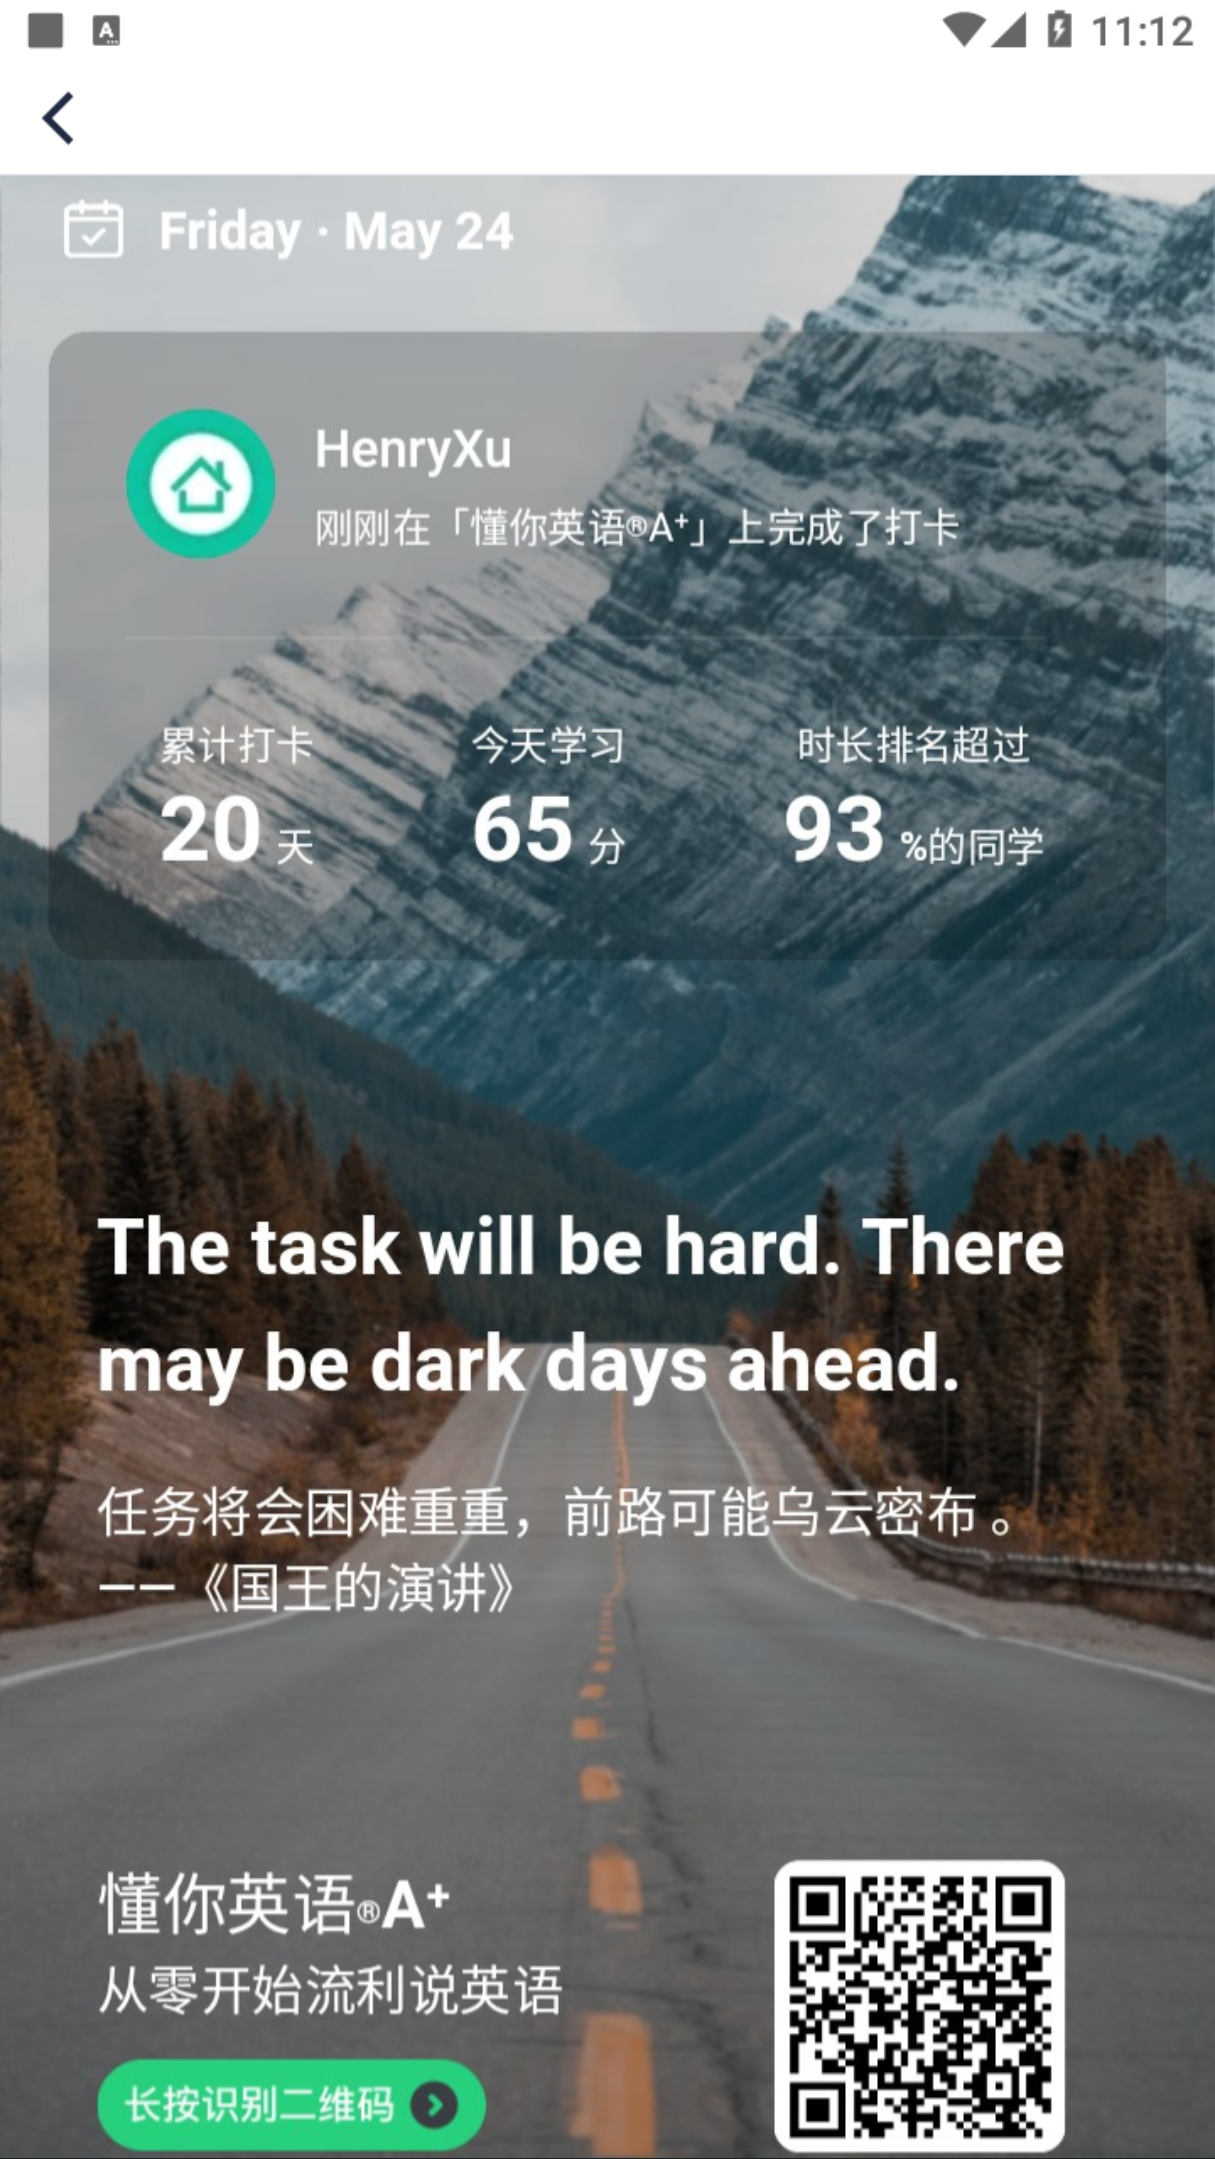 11:12
Friday · May 24
HenryXu
刚刚在「懂你英语®A⁺」上完成了打卡
累计打卡 今天学习 时长排名超过
20 天 65 分 93 %的同学
The task will be hard. There
may be dark days ahead.
任务将会困难重重，前路可能乌云密布 。
——《国王的演讲》
懂你英语®A⁺
从零开始流利说英语
长按识别二维码